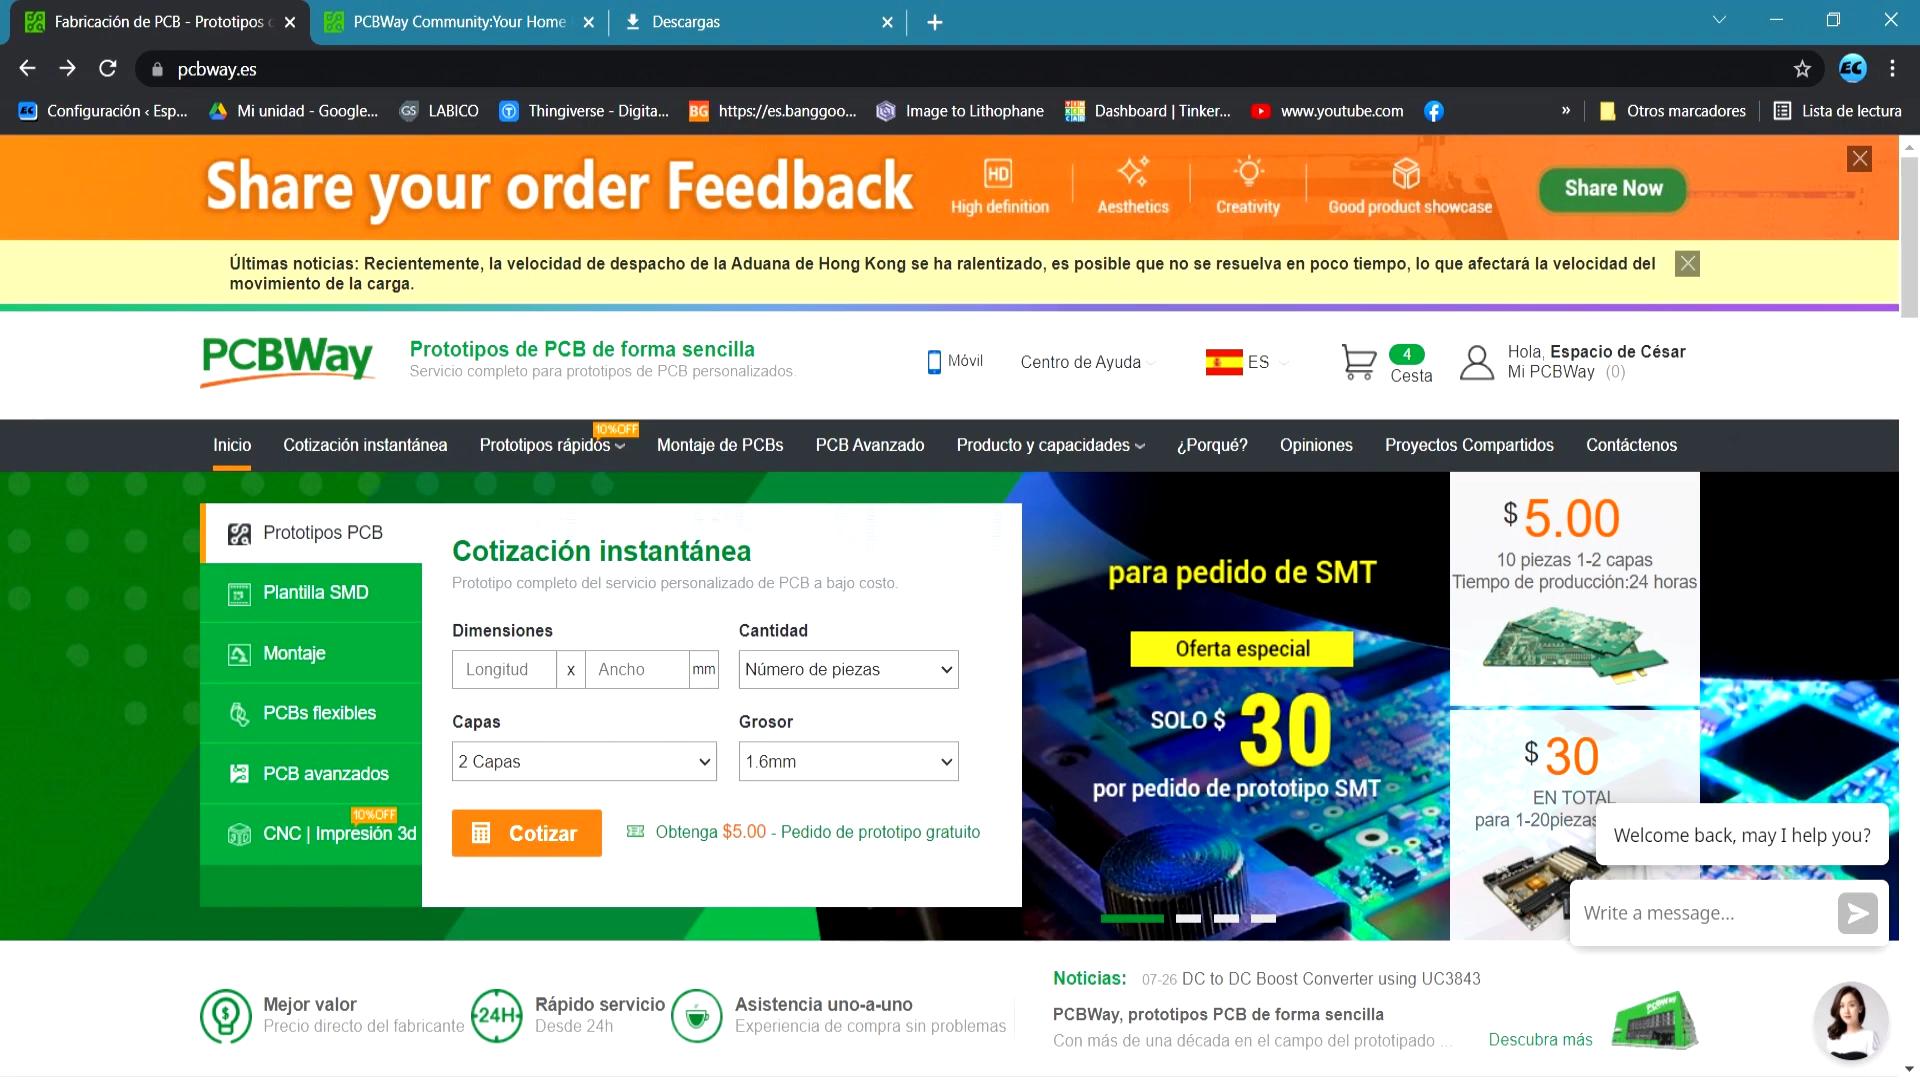 Fabricación de PCB - Prototipos
PCBWay Community:Your Home
Descargas
pcbway.es
EC
Configuración ‹ Esp...
Mi unidad - Google...
GS
LABICO
Thingiverse - Digita...
BG
https://es.banggoo...
Image to Lithophane
Dashboard | Tinker...
www.youtube.com
»
Otros marcadores
Lista de lectura
Share your order Feedback
HD
High definition
Aesthetics
Creativity
Good product showcase
Share Now
Últimas noticias: Recientemente, la velocidad de despacho de la Aduana de Hong Kong se ha ralentizado, es posible que no se resuelva en poco tiempo, lo que afectará la velocidad del
movimiento de la carga.
PCBWay
Prototipos de PCB de forma sencilla
Servicio completo para prototipos de PCB personalizados.
Móvil
Centro de Ayuda
ES
4
Cesta
Hola, Espacio de César
Mi PCBWay (0)
Inicio
Cotización instantánea
Prototipos rápidos
10%OFF
Montaje de PCBs
PCB Avanzado
Producto y capacidades
¿Porqué?
Opiniones
Proyectos Compartidos
Contáctenos
Prototipos PCB
Plantilla SMD
Montaje
PCBs flexibles
PCB avanzados
10%OFF
CNC | Impresión 3d
Cotización instantánea
Prototipo completo del servicio personalizado de PCB a bajo costo.
Dimensiones
Cantidad
Longitud x Ancho mm
Número de piezas
Capas
Grosor
2 Capas
1.6mm
Cotizar
Obtenga $5.00 - Pedido de prototipo gratuito
para pedido de SMT
Oferta especial
SOLO $ 30
por pedido de prototipo SMT
$ 5.00
10 piezas 1-2 capas
Tiempo de producción:24 horas
$ 30
EN TOTAL
para 1-20piezas
Welcome back, may I help you?
Write a message...
Mejor valor
Precio directo del fabricante
24H
Rápido servicio
Desde 24h
Asistencia uno-a-uno
Experiencia de compra sin problemas
Noticias: 07-26 DC to DC Boost Converter using UC3843
PCBWay, prototipos PCB de forma sencilla
Con más de una década en el campo del prototipado ...
Descubra más
PCBWay